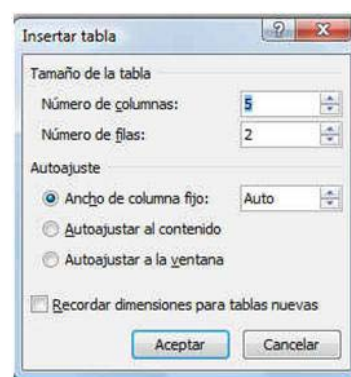 Insertar tabla
Tamaño de la tabla
Número de columnas: 5
Número de filas: 2
Autoajuste
Ancho de columna fijo: Auto
Autoajustar al contenido
Autoajustar a la ventana
Recordar dimensiones para tablas nuevas
Aceptar Cancelar